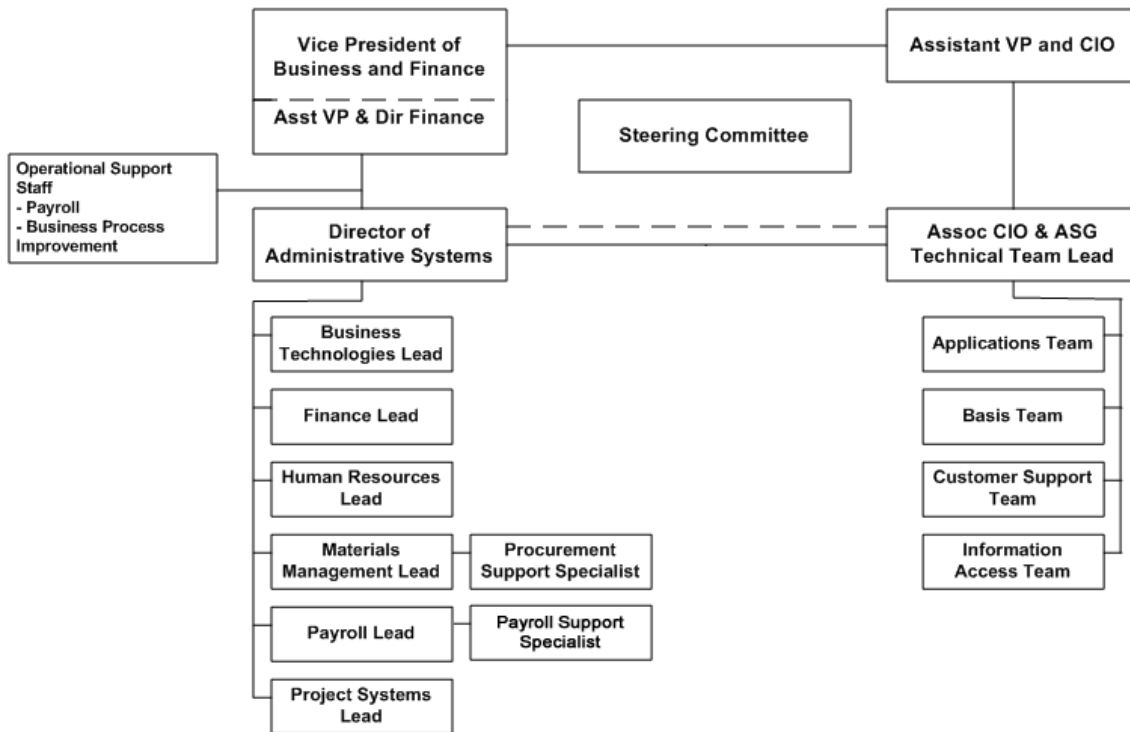 Vice President of
Business and Finance
Asst VP & Dir Finance
Assistant VP and CIO
Steering Committee
Operational Support
Staff
- Payroll
- Business Process
Improvement
Director of
Administrative Systems
Assoc CIO & ASG
Technical Team Lead
Business
Technologies Lead
Finance Lead
Human Resources
Lead
Materials
Management Lead
Procurement
Support Specialist
Payroll Lead
Payroll Support
Specialist
Project Systems
Lead
Applications Team
Basis Team
Customer Support
Team
Information
Access Team